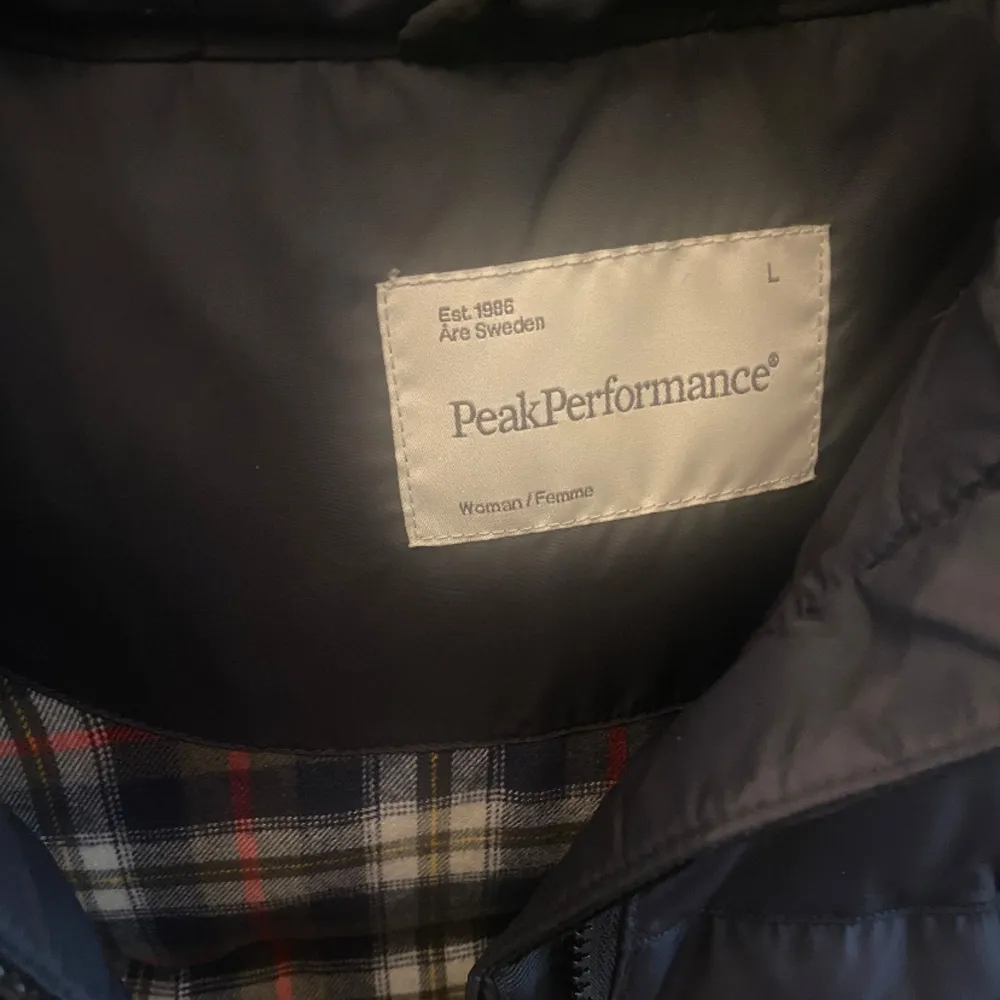 L
Est. 1986
Åre Sweden
PeakPerformance®
Woman / Femme